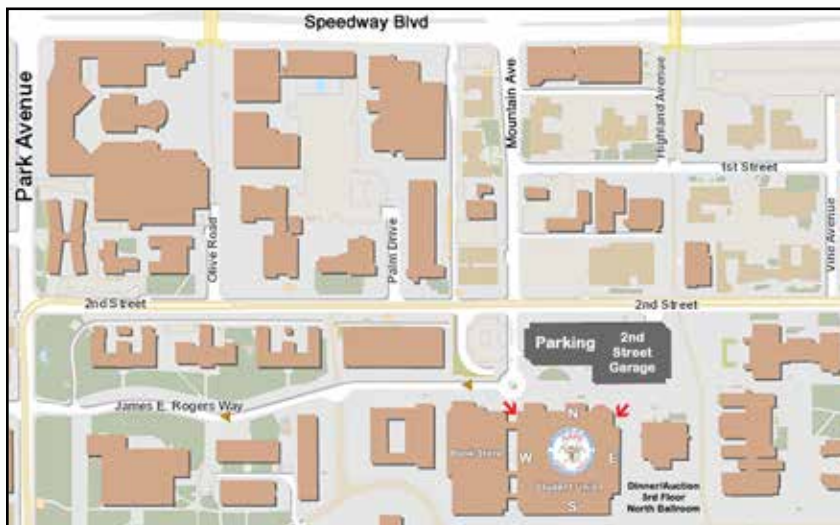 Speedway Blvd
Park Avenue
Mountain Ave
Highland Avenue
1st Street
Olive Road
Palm Drive
Vine Avenue
2nd Street
2nd Street
Parking
2nd
Street
Garage
James E. Rogers Way
N
Book Store
W
E
Student Union
S
Dinner/Auction
3rd Floor
North Ballroom